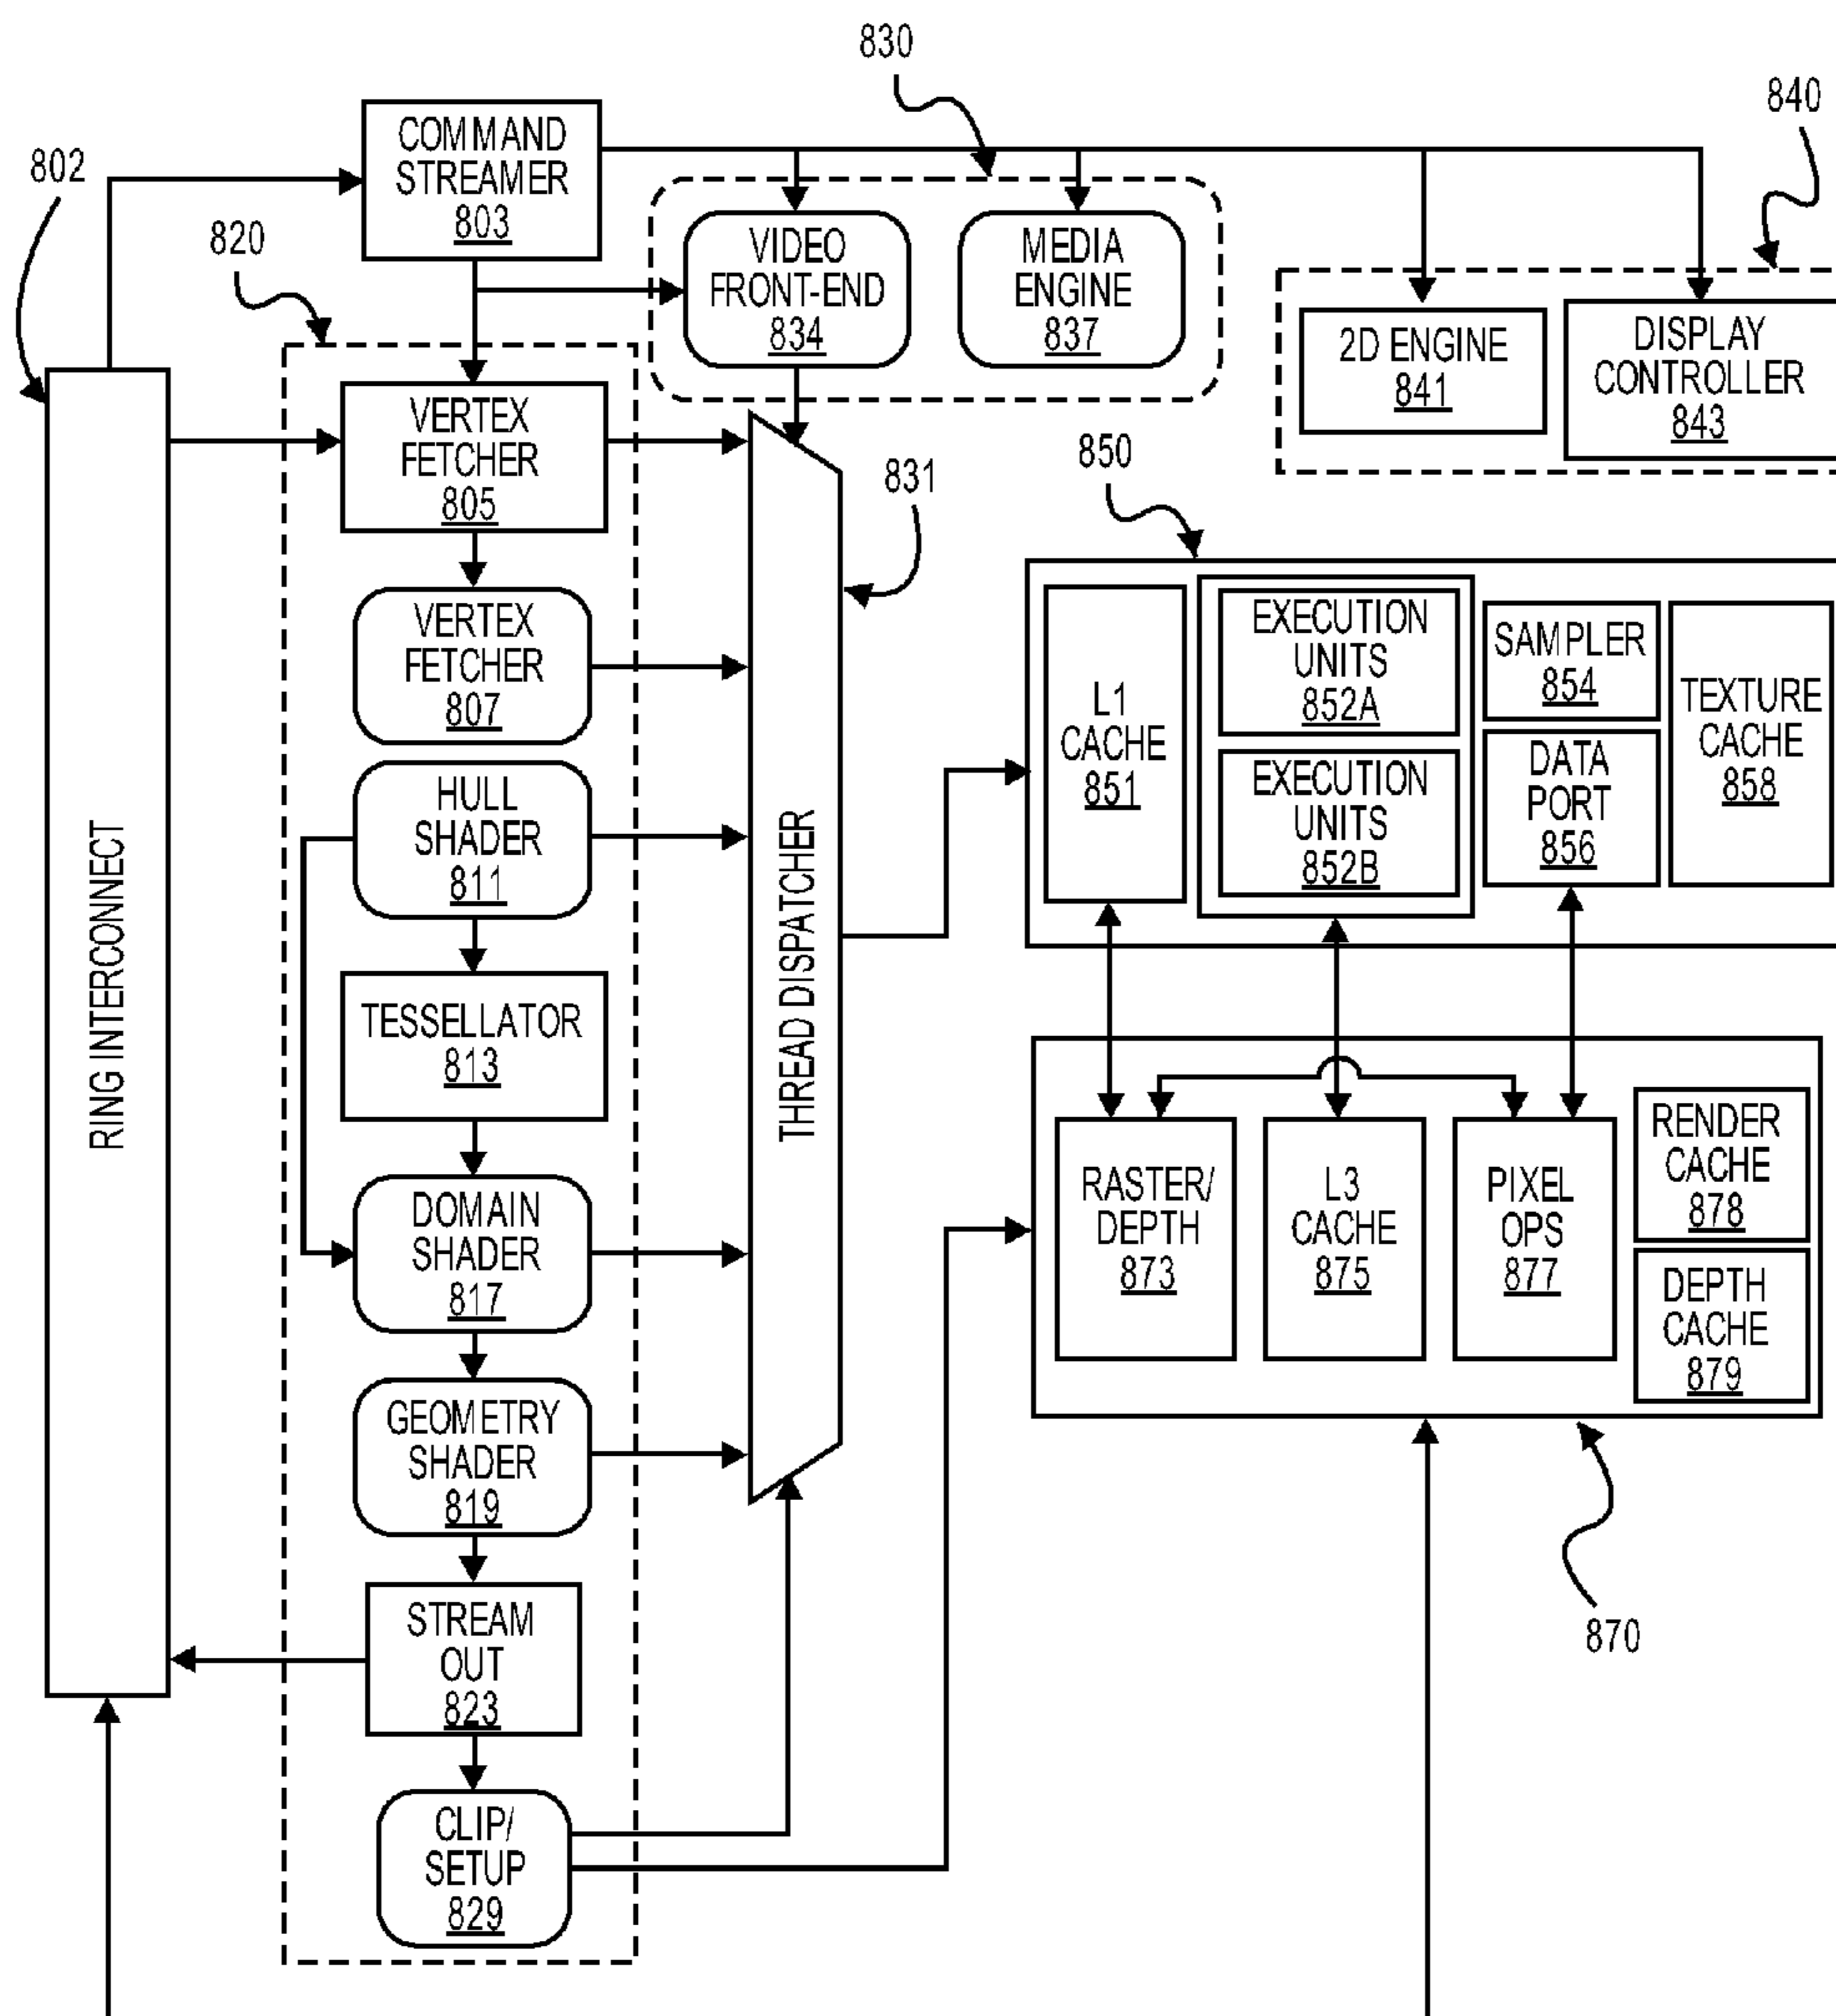 830
840
802
COMMAND
STREAMER
803
820
VIDEO
FRONT-END
834
MEDIA
ENGINE
837
2D ENGINE
841
DISPLAY
CONTROLLER
843
VERTEX
FETCHER
805
850
831
VERTEX
FETCHER
807
HULL
SHADER
811
TESSELLATOR
813
DOMAIN
SHADER
817
GEOMETRY
SHADER
819
STREAM
OUT
823
CLIP/
SETUP
829
RING INTERCONNECT
THREAD DISPATCHER
L1
CACHE
851
EXECUTION
UNITS
852A
EXECUTION
UNITS
852B
SAMPLER
854
DATA
PORT
856
TEXTURE
CACHE
858
RASTER/
DEPTH
873
L3
CACHE
875
PIXEL
OPS
877
RENDER
CACHE
878
DEPTH
CACHE
879
870